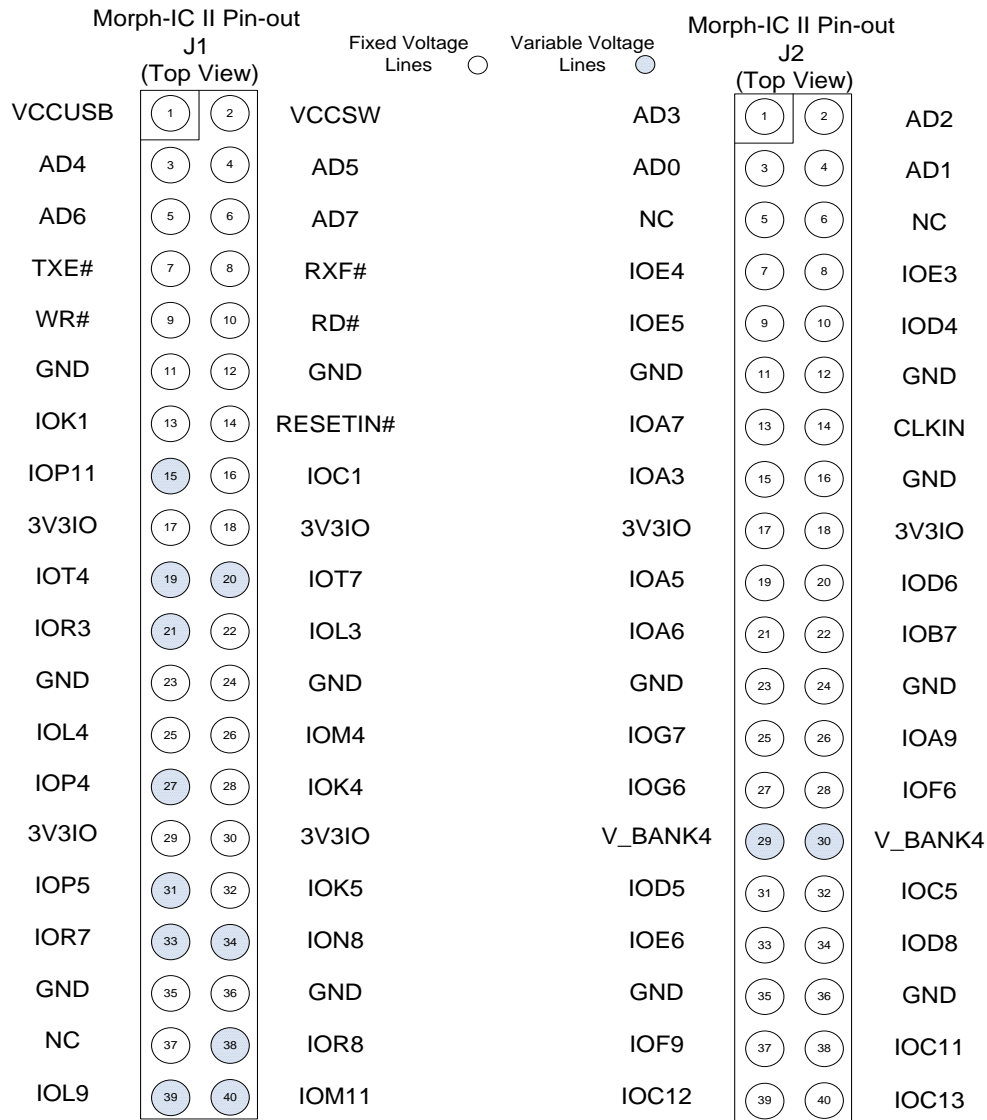 Morph-IC II Pin-out
J1
(Top View)
Fixed Voltage
Lines
Variable Voltage
Lines
Morph-IC II Pin-out
J2
(Top View)
VCCUSB 1 2 VCCSW AD3 1 2 AD2
AD4 3 4 AD5 AD0 3 4 AD1
AD6 5 6 AD7 NC 5 6 NC
TXE# 7 8 RXF# IOE4 7 8 IOE3
WR# 9 10 RD# IOE5 9 10 IOD4
GND 11 12 GND GND 11 12 GND
IOK1 13 14 RESETIN# IOA7 13 14 CLKIN
IOP11 15 16 IOC1 IOA3 15 16 GND
3V3IO 17 18 3V3IO 3V3IO 17 18 3V3IO
IOT4 19 20 IOT7 IOA5 19 20 IOD6
IOR3 21 22 IOL3 IOA6 21 22 IOB7
GND 23 24 GND GND 23 24 GND
IOL4 25 26 IOM4 IOG7 25 26 IOA9
IOP4 27 28 IOK4 IOG6 27 28 IOF6
3V3IO 29 30 3V3IO V_BANK4 29 30 V_BANK4
IOP5 31 32 IOK5 IOD5 31 32 IOC5
IOR7 33 34 ION8 IOE6 33 34 IOD8
GND 35 36 GND GND 35 36 GND
NC 37 38 IOR8 IOF9 37 38 IOC11
IOL9 39 40 IOM11 IOC12 39 40 IOC13